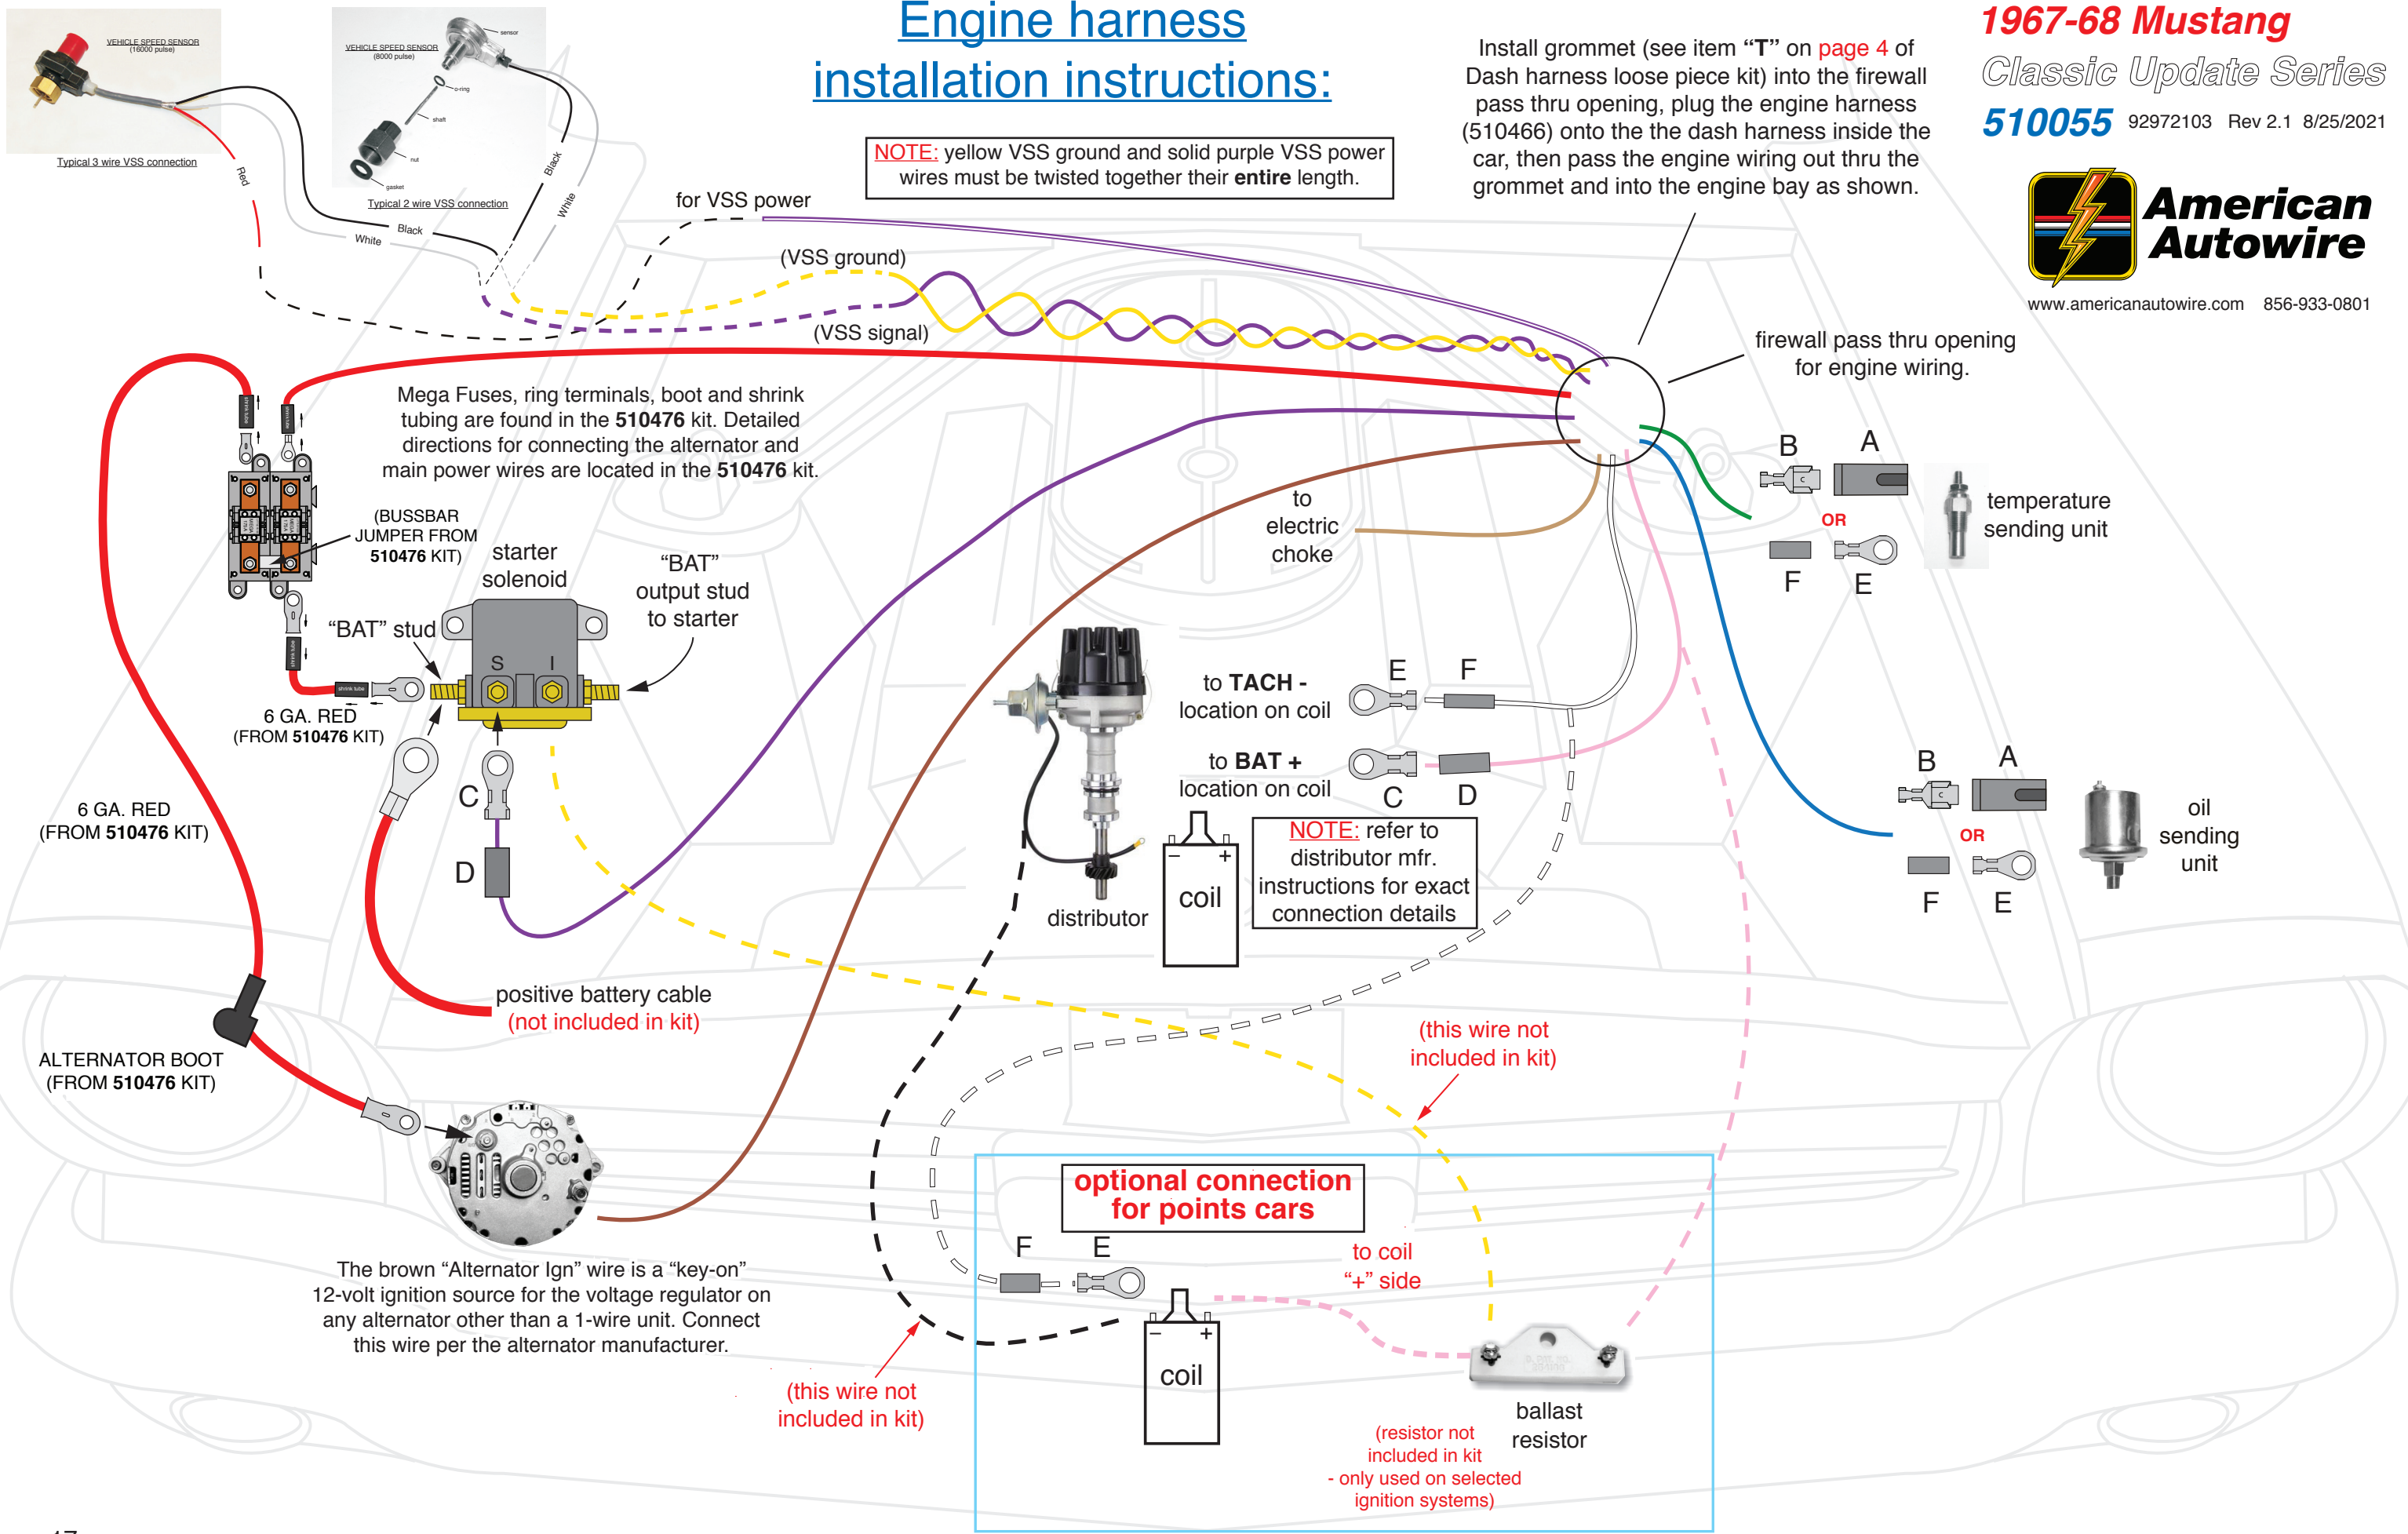 Engine harness
installation instructions:
1967-68 Mustang
Classic Update Series
510055 92972103 Rev 2.1 8/25/2021
American
Autowire
www.americanautowire.com 856-933-0801
VEHICLE SPEED SENSOR
(16000 pulse)
Typical 3 wire VSS connection
VEHICLE SPEED SENSOR
(8000 pulse)
sensor
o-ring
shaft
nut
gasket
Typical 2 wire VSS connection
Red
Black
White
Black
White
NOTE: yellow VSS ground and solid purple VSS power
wires must be twisted together their entire length.
Install grommet (see item “T” on page 4 of
Dash harness loose piece kit) into the firewall
pass thru opening, plug the engine harness
(510466) onto the the dash harness inside the
car, then pass the engine wiring out thru the
grommet and into the engine bay as shown.
for VSS power
(VSS ground)
(VSS signal)
firewall pass thru opening
for engine wiring.
Mega Fuses, ring terminals, boot and shrink
tubing are found in the 510476 kit. Detailed
directions for connecting the alternator and
main power wires are located in the 510476 kit.
(BUSSBAR
JUMPER FROM
510476 KIT)
starter
solenoid
“BAT”
output stud
to starter
“BAT” stud
S I
shrink tube
6 GA. RED
(FROM 510476 KIT)
C
D
6 GA. RED
(FROM 510476 KIT)
positive battery cable
(not included in kit)
ALTERNATOR BOOT
(FROM 510476 KIT)
The brown “Alternator Ign” wire is a “key-on”
12-volt ignition source for the voltage regulator on
any alternator other than a 1-wire unit. Connect
this wire per the alternator manufacturer.
to
electric
choke
B A
C
OR
F E
temperature
sending unit
to TACH -
location on coil
E F
to BAT +
location on coil
C D
distributor
− +
coil
NOTE: refer to
distributor mfr.
instructions for exact
connection details
B A
C
OR
F E
oil
sending
unit
(this wire not
included in kit)
optional connection
for points cars
F E
to coil
“+” side
− +
coil
(this wire not
included in kit)
ballast
resistor
(resistor not
included in kit
- only used on selected
ignition systems)
17